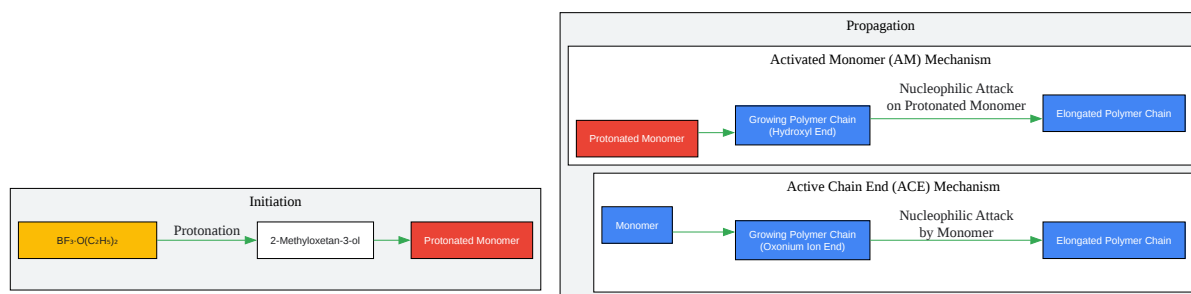 Initiation
BF₃·O(C₂H₅)₂
Protonation
2-Methyloxetan-3-ol
Protonated Monomer
Propagation
Activated Monomer (AM) Mechanism
Protonated Monomer
Growing Polymer Chain
(Hydroxyl End)
Nucleophilic Attack
on Protonated Monomer
Elongated Polymer Chain
Active Chain End (ACE) Mechanism
Monomer
Growing Polymer Chain
(Oxonium Ion End)
Nucleophilic Attack
by Monomer
Elongated Polymer Chain